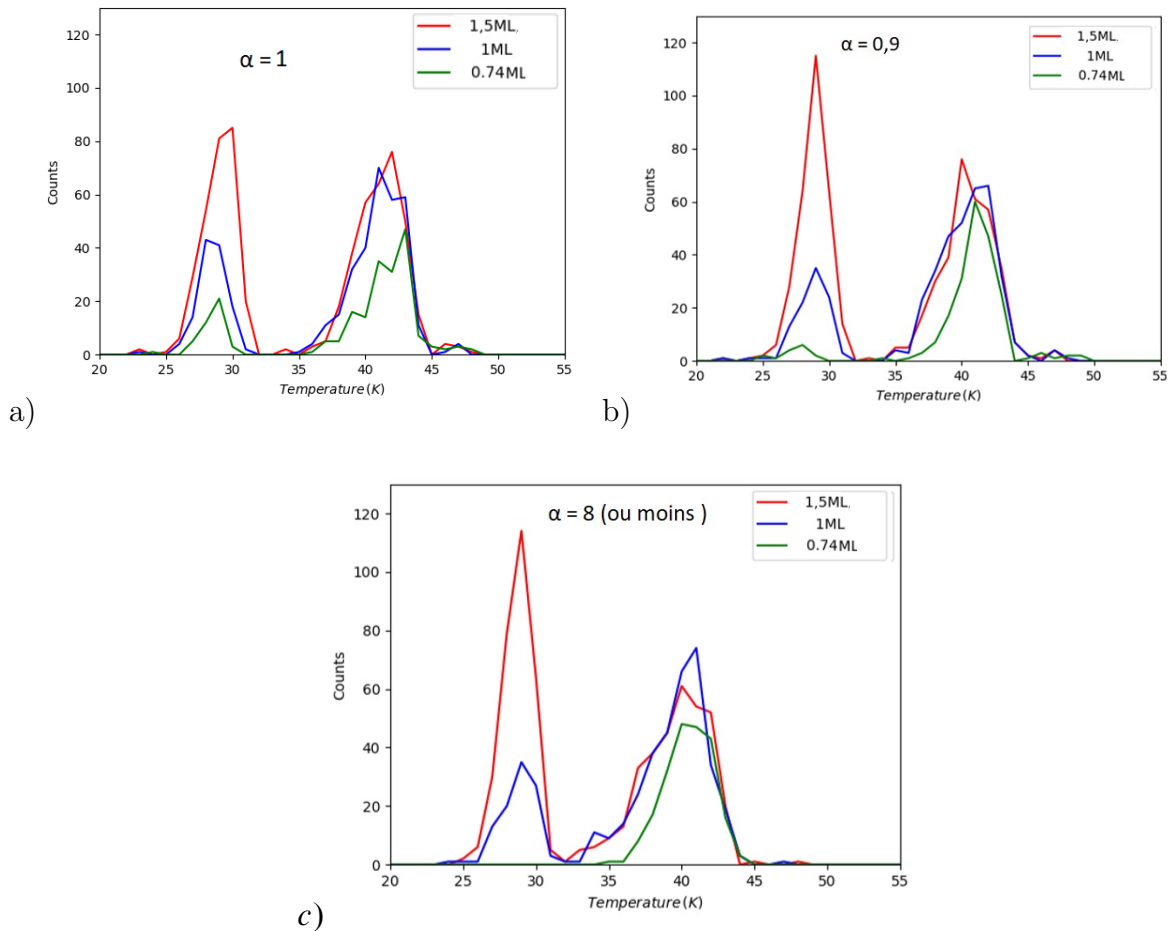 α = 1
1,5ML.
1ML
0.74ML
120
100
80
60
40
20
0
Counts
20 25 30 35 40 45 50 55
Temperature (K)
a)
α = 0,9
1,5ML.
1ML
0.74ML
120
100
80
60
40
20
0
Counts
20 25 30 35 40 45 50 55
Temperature (K)
b)
α = 8 (ou moins )
1,5ML.
1ML
0.74ML
120
100
80
60
40
20
0
Counts
20 25 30 35 40 45 50 55
Temperature (K)
c)